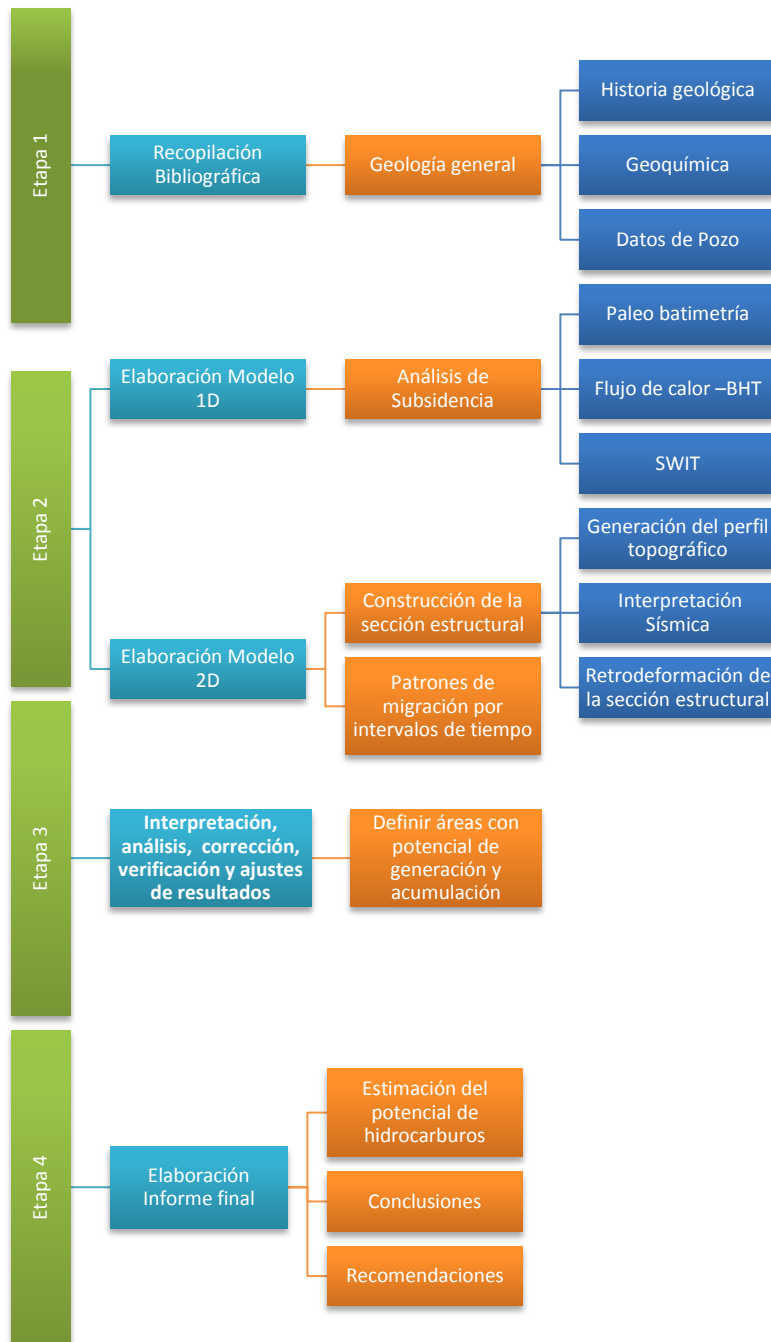 Etapa 1
Recopilación
Bibliográfica
Geología general
Historia geológica
Geoquímica
Datos de Pozo
Etapa 2
Elaboración Modelo
1D
Análisis de
Subsidencia
Paleo batimetría
Flujo de calor –BHT
SWIT
Elaboración Modelo
2D
Construcción de la
sección estructural
Generación del perfil
topográfico
Interpretación
Sísmica
Retrodeformación de
la sección estructural
Patrones de
migración por
intervalos de tiempo
Etapa 3
Interpretación,
análisis, corrección,
verificación y ajustes
de resultados
Definir áreas con
potencial de
generación y
acumulación
Etapa 4
Elaboración
Informe final
Estimación del
potencial de
hidrocarburos
Conclusiones
Recomendaciones